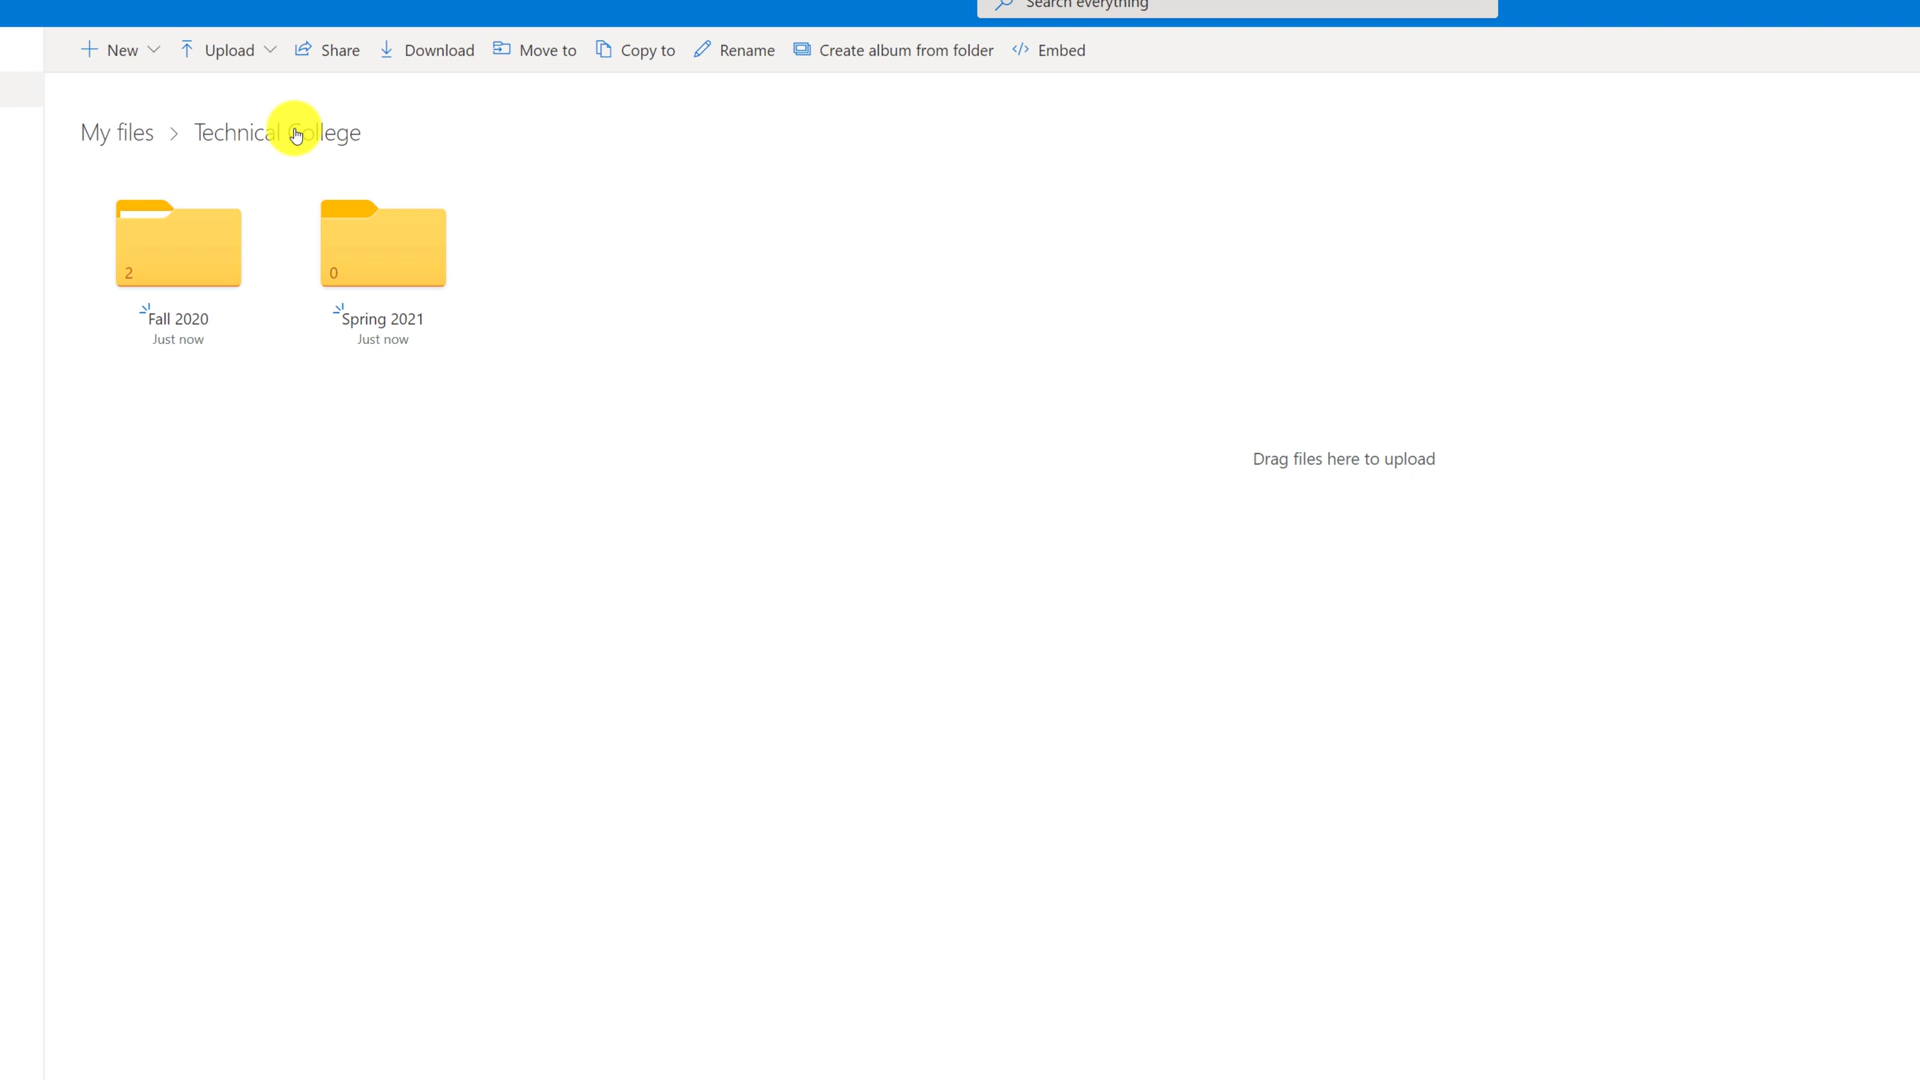 Search everything
New Upload Share Download Move to Copy to Rename Create album from folder Embed
My files > Technical College
2 0
Fall 2020 Spring 2021
Just now Just now
Drag files here to upload